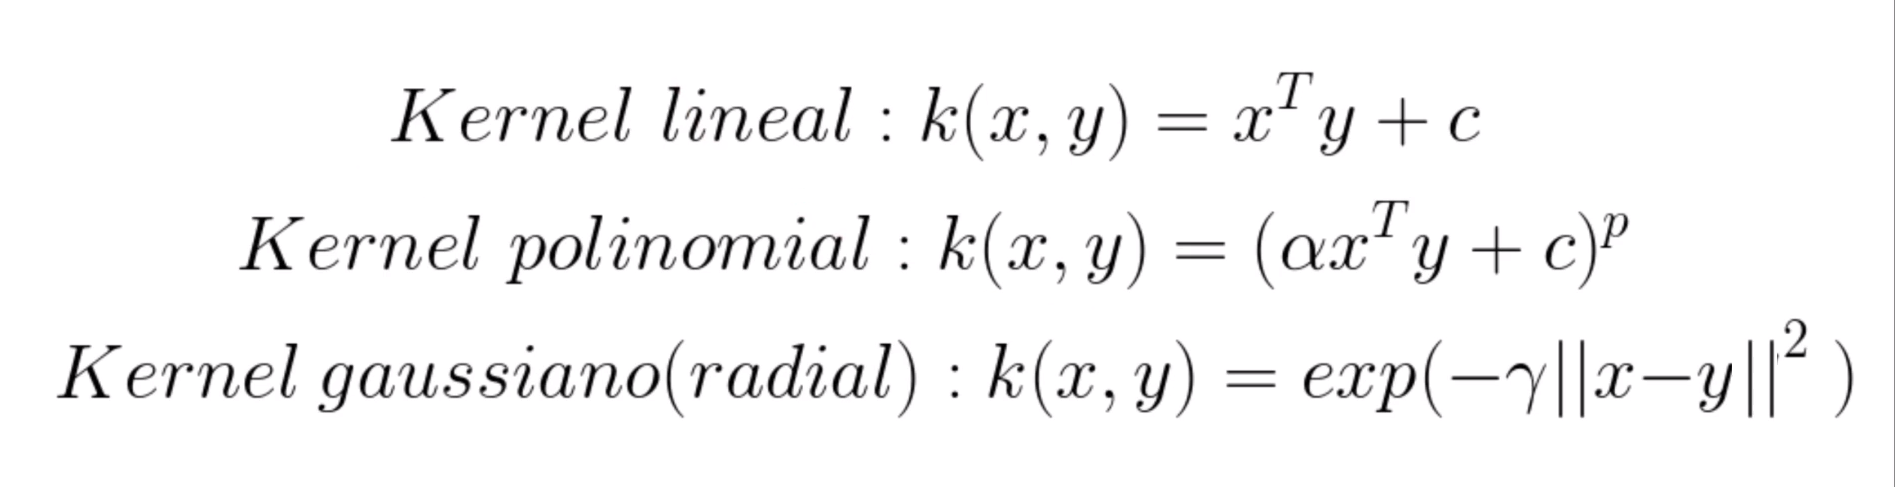 Kernel lineal : k(x, y) = x^T y + c
Kernel polinomial : k(x, y) = (αx^T y + c)^p
Kernel gaussiano(radial) : k(x, y) = exp(−γ||x−y||^2 )